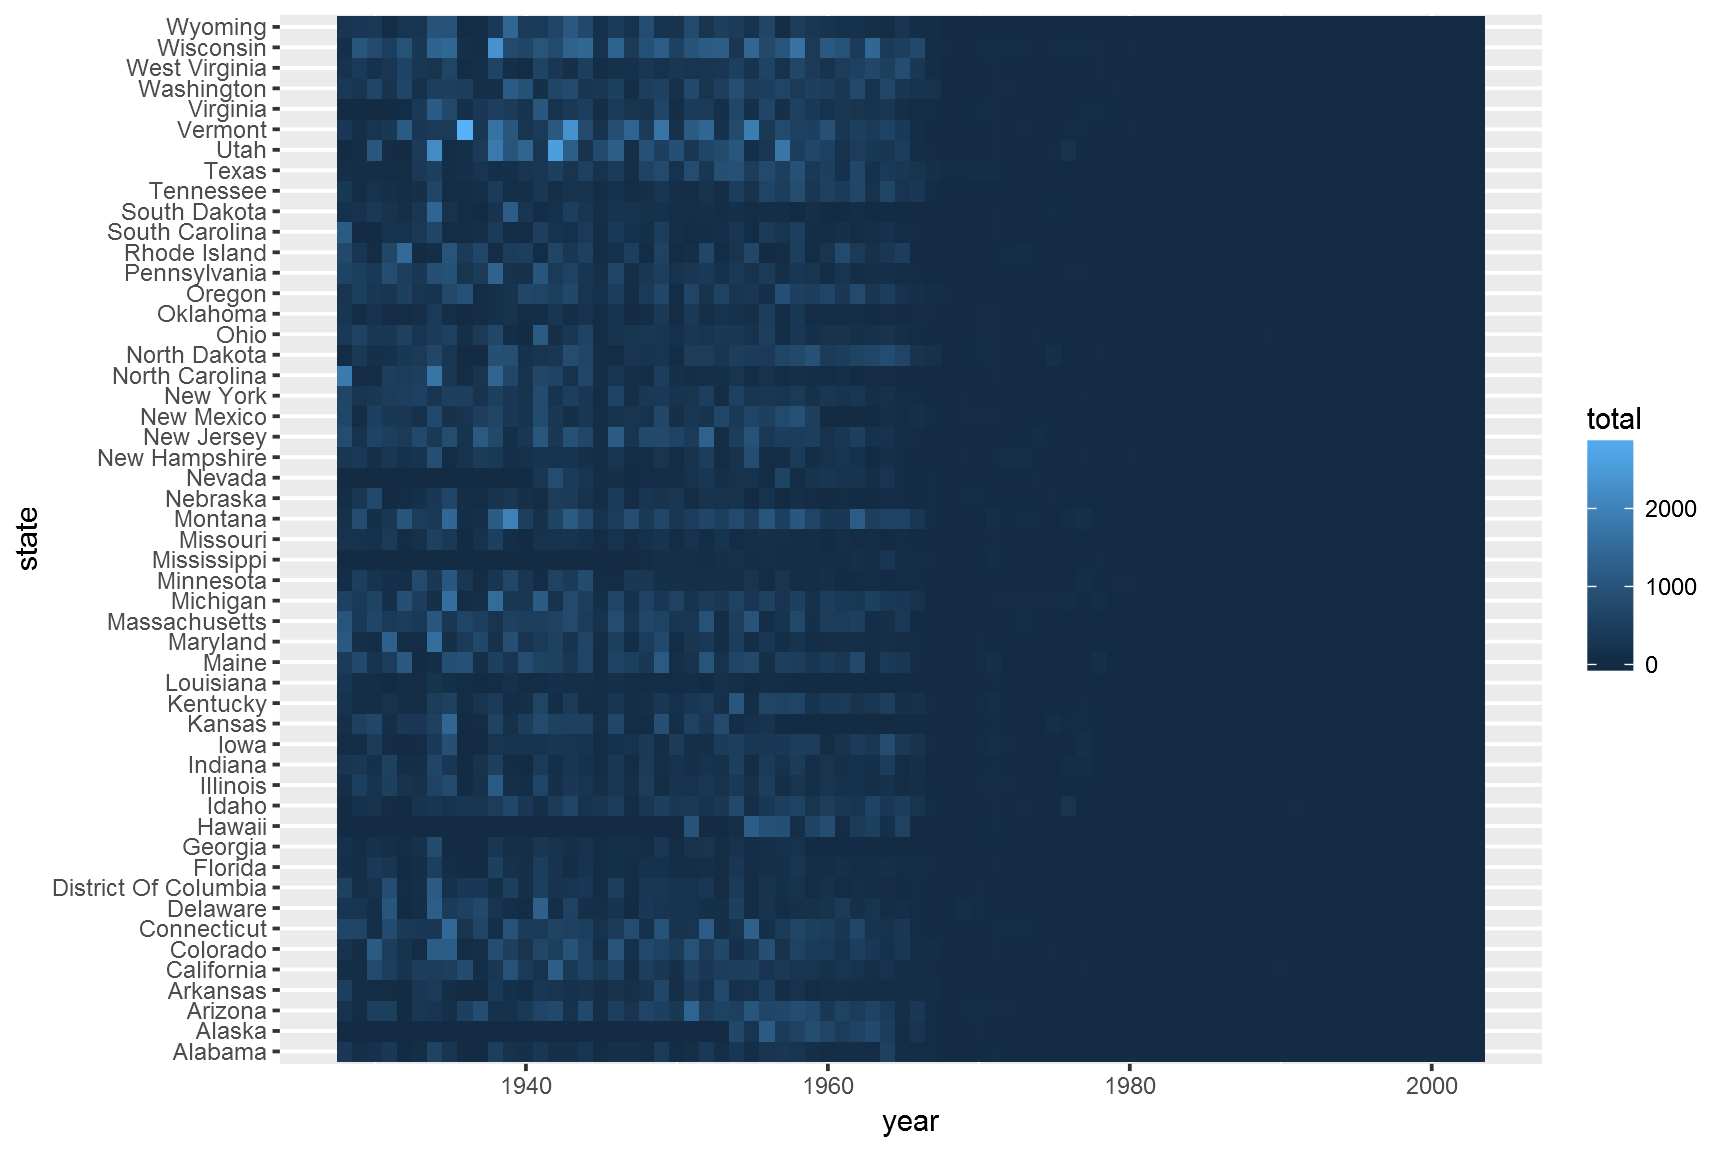 Wyoming
Wisconsin
West Virginia
Washington
Virginia
Vermont
Utah
Texas
Tennessee
South Dakota
South Carolina
Rhode Island
Pennsylvania
Oregon
Oklahoma
Ohio
North Dakota
North Carolina
New York
New Mexico
New Jersey
New Hampshire
Nevada
Nebraska
Montana
Missouri
Mississippi
Minnesota
Michigan
Massachusetts
Maryland
Maine
Louisiana
Kentucky
Kansas
Iowa
Indiana
Illinois
Idaho
Hawaii
Georgia
Florida
District Of Columbia
Delaware
Connecticut
Colorado
California
Arkansas
Arizona
Alaska
Alabama
state
1940
1960
1980
2000
year
total
2000
1000
0